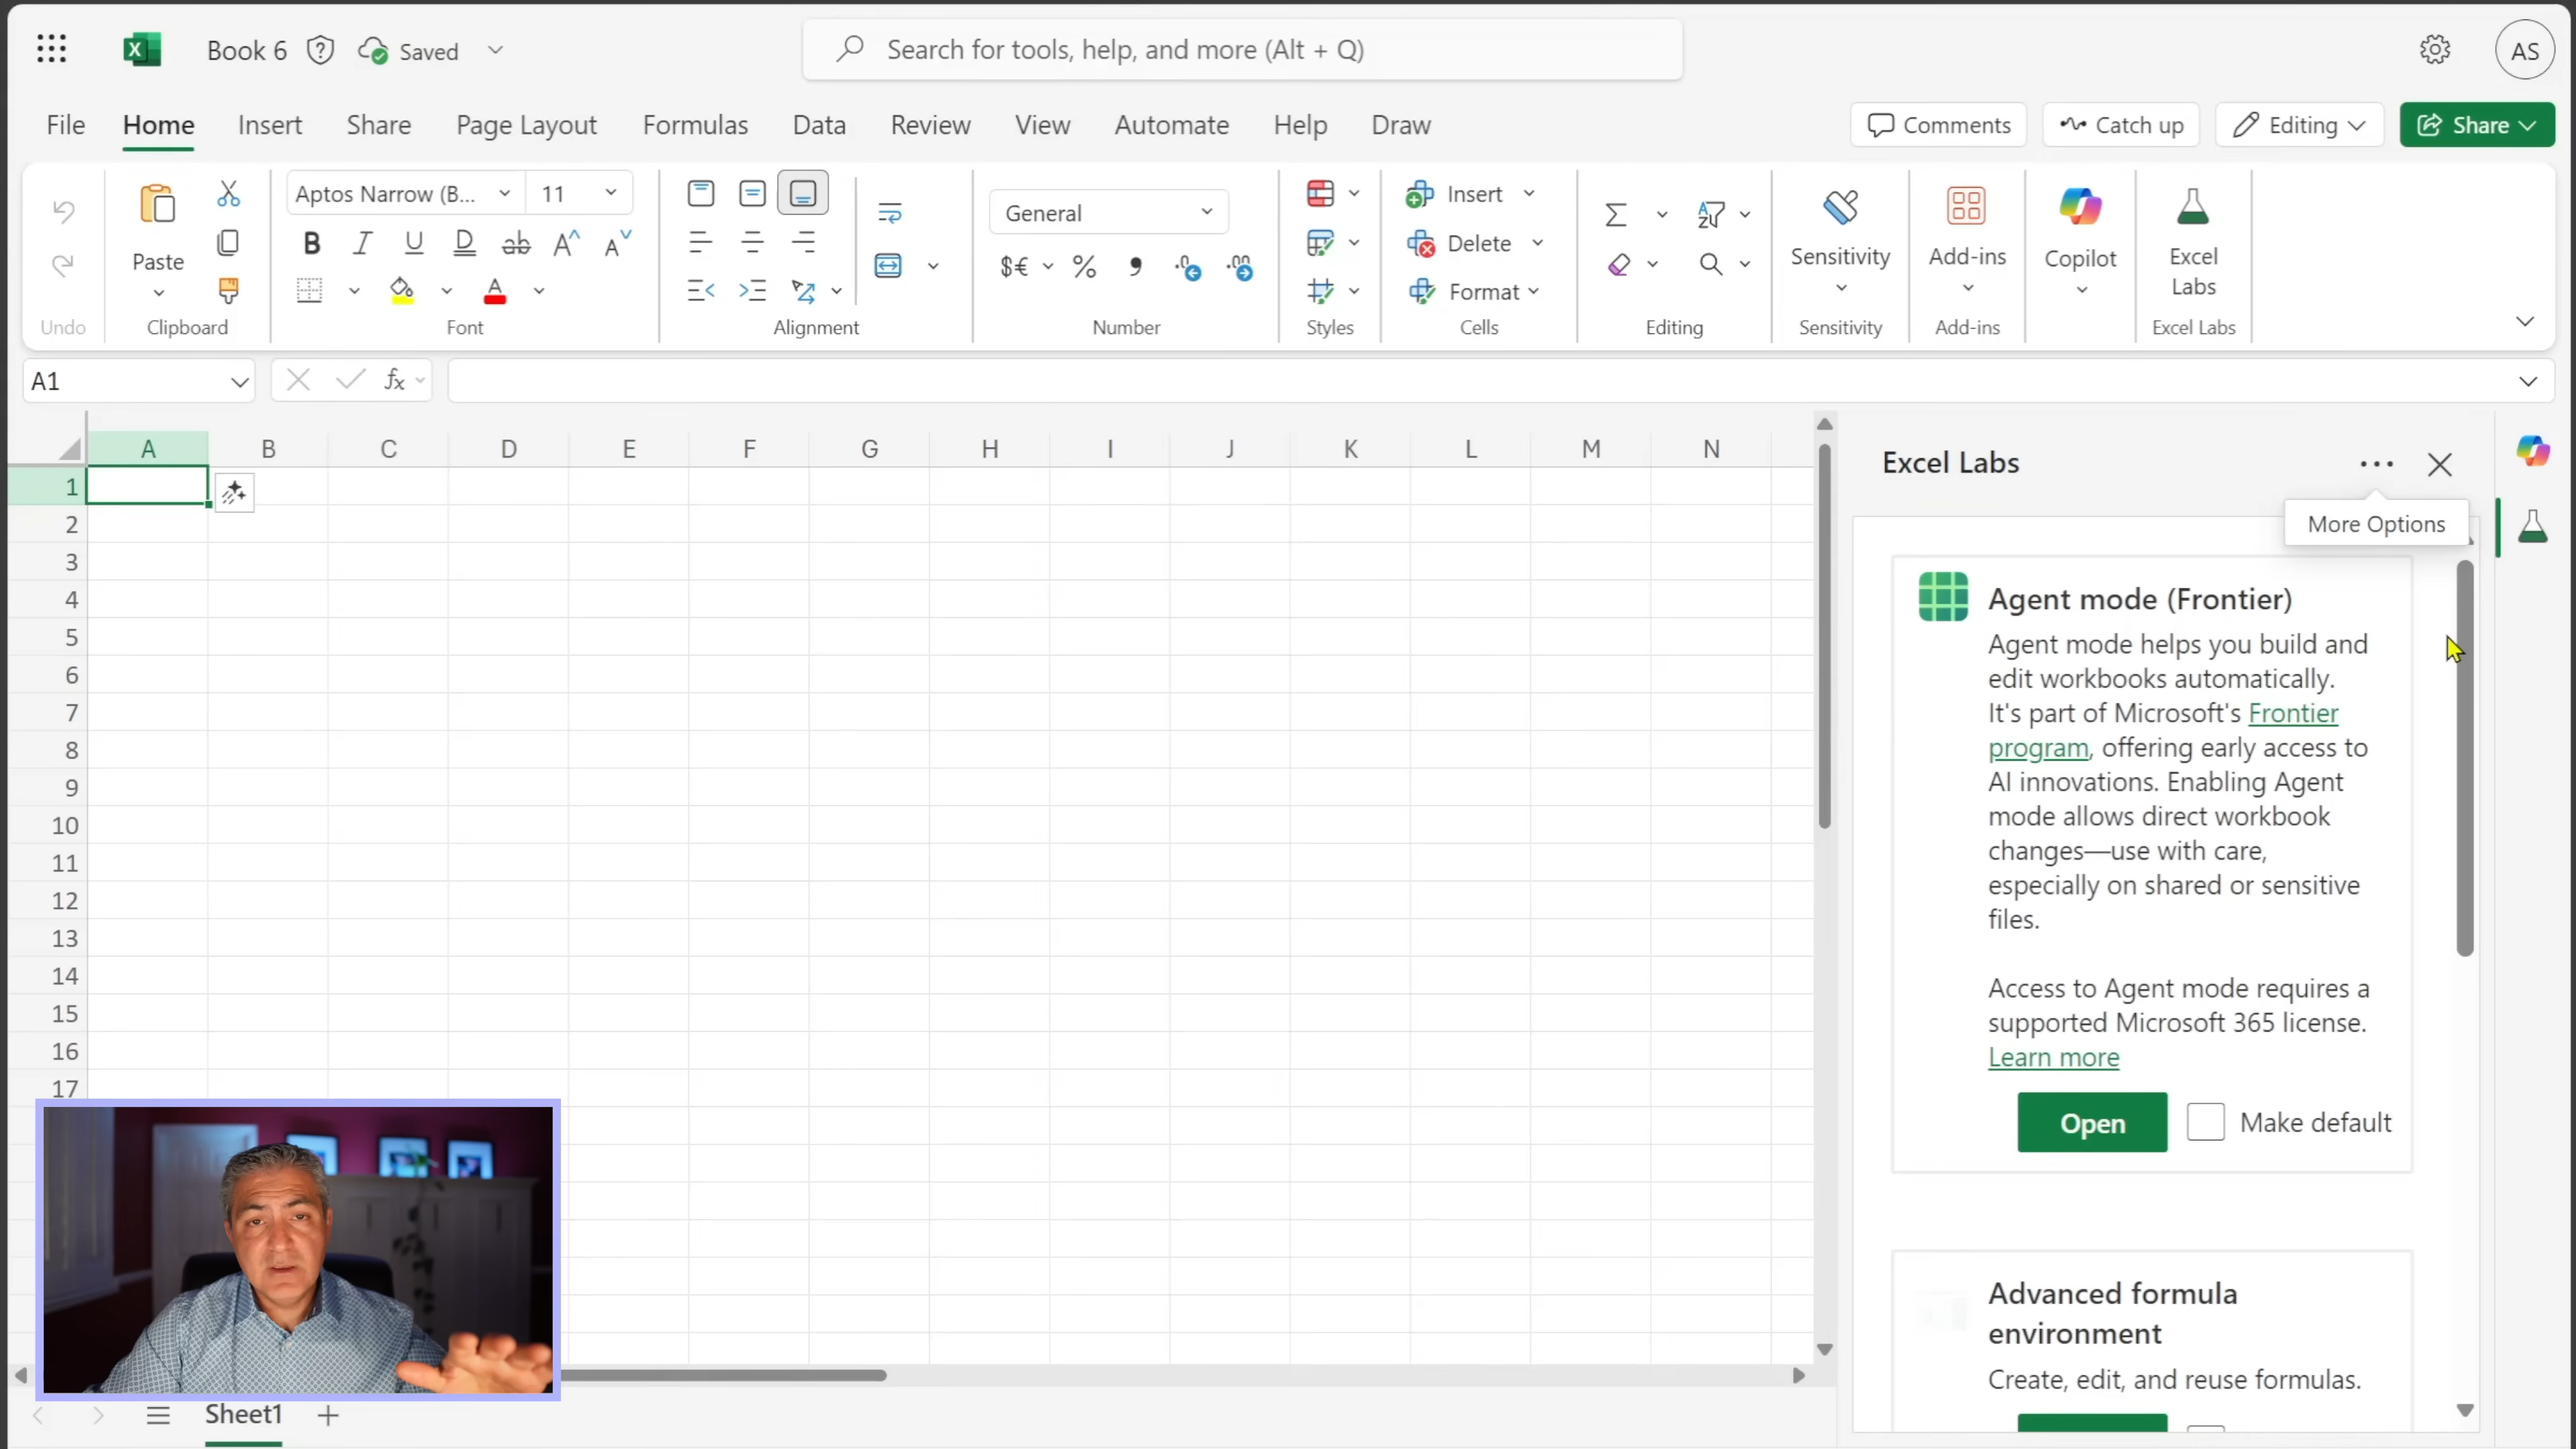 Book 6
Saved
Search for tools, help, and more (Alt + Q)
AS
File Home Insert Share Page Layout Formulas Data Review View Automate Help Draw
Comments Catch up Editing Share
Aptos Narrow (B... 11
General
Insert
Delete
Format
Paste
$€ %
Sensitivity
Add-ins
Copilot
Excel
Labs
Undo Clipboard Font Alignment Number Styles Cells Editing Sensitivity Add-ins Excel Labs
A1
fx
A B C D E F G H I J K L M N
1
2
3
4
5
6
7
8
9
10
11
12
13
14
15
16
17
Excel Labs
More Options
Agent mode (Frontier)
Agent mode helps you build and
edit workbooks automatically.
It's part of Microsoft's Frontier
program, offering early access to
AI innovations. Enabling Agent
mode allows direct workbook
changes—use with care,
especially on shared or sensitive
files.
Access to Agent mode requires a
supported Microsoft 365 license.
Learn more
Open
Make default
Advanced formula
environment
Create, edit, and reuse formulas.
Sheet1